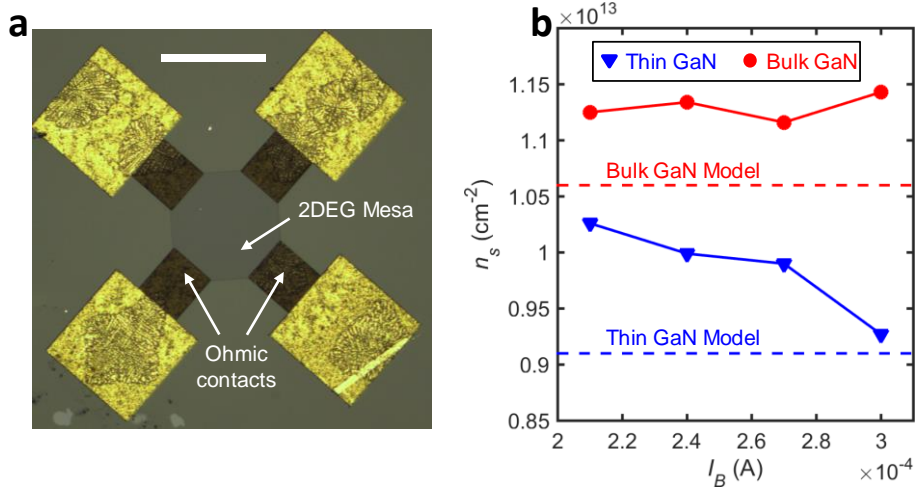 a
2DEG Mesa
Ohmic
contacts
b
×10¹³
Thin GaN
Bulk GaN
1.15
1.1
1.05
1
0.95
0.9
0.85
n_s (cm⁻²)
Bulk GaN Model
Thin GaN Model
2
2.2
2.4
2.6
2.8
3
I_B (A)
×10⁻⁴